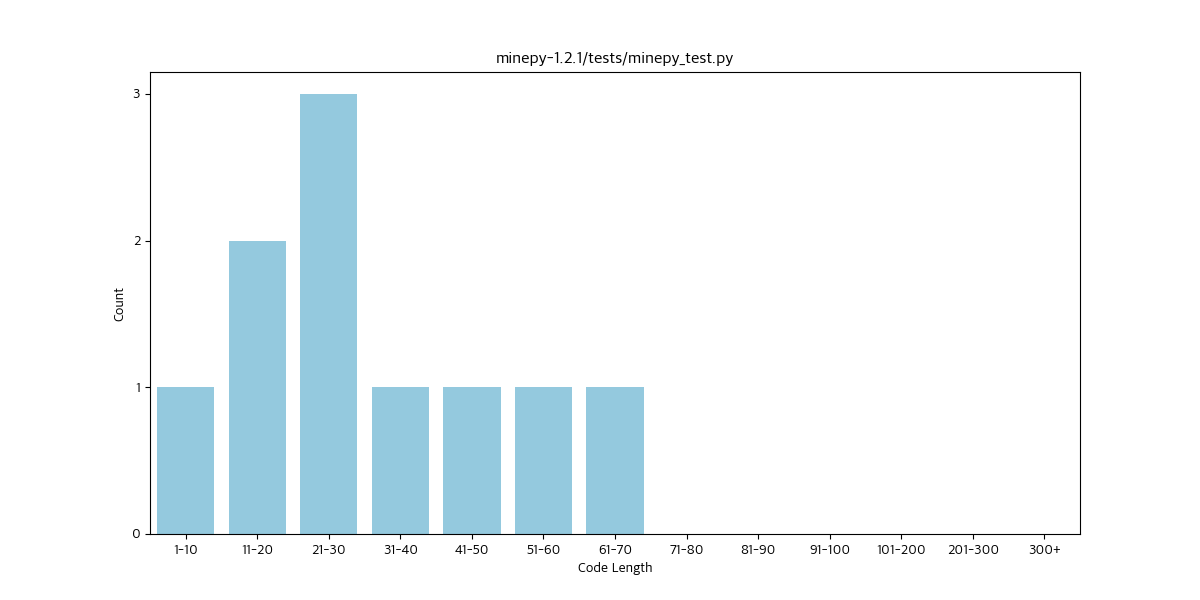 minepy-1.2.1/tests/minepy_test.py
Count
3
2
1
0
1-10 11-20 21-30 31-40 41-50 51-60 61-70 71-80 81-90 91-100 101-200 201-300 300+
Code Length